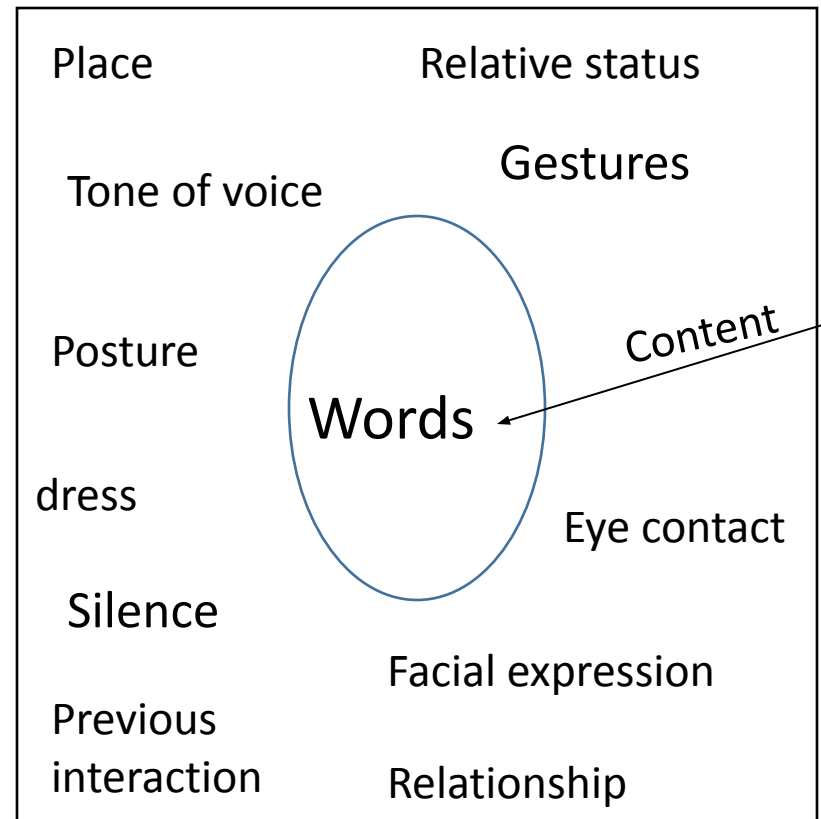 Place
Relative status
Gestures
Tone of voice
Content
Posture
Words
dress
Eye contact
Silence
Facial expression
Previous
interaction
Relationship